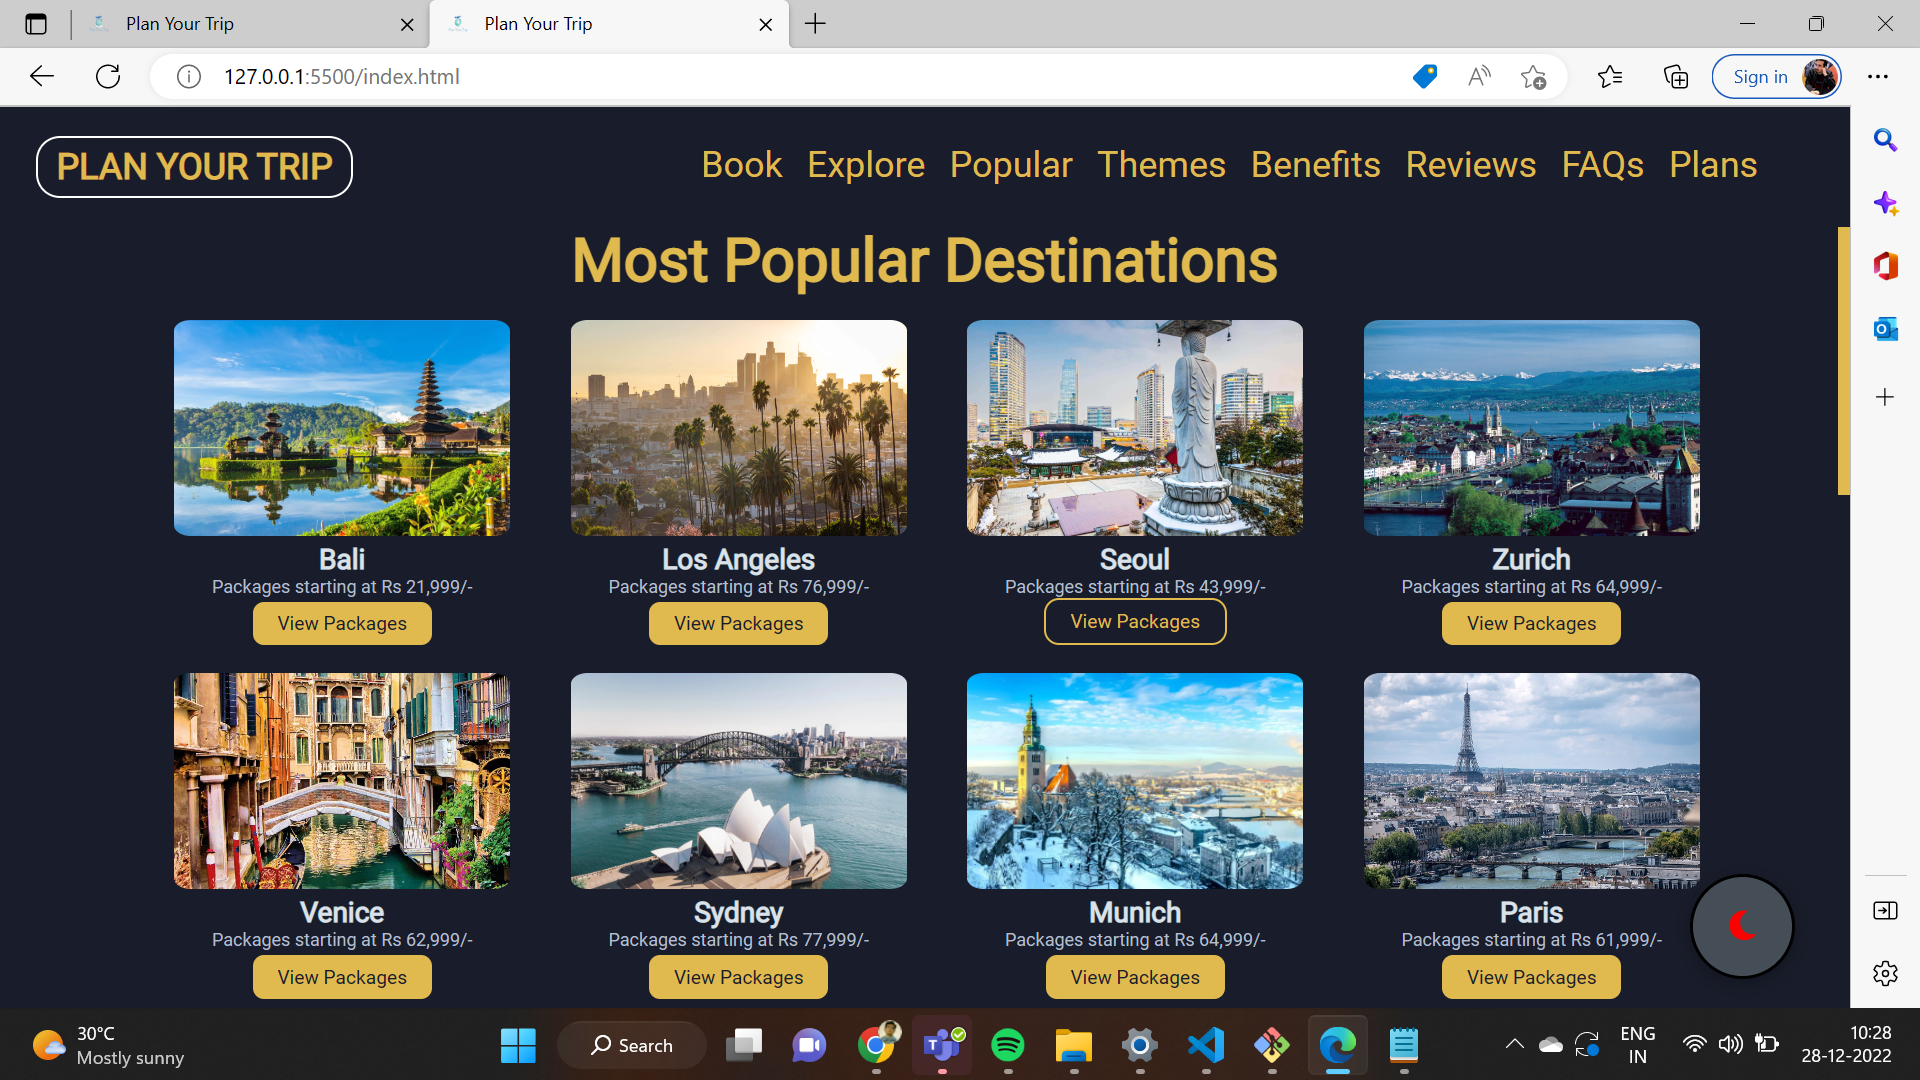 Plan Your Trip
Plan Your Trip
127.0.0.1:5500/index.html
Sign in
PLAN YOUR TRIP
Book Explore Popular Themes Benefits Reviews FAQs Plans
Most Popular Destinations
Bali
Packages starting at Rs 21,999/-
View Packages
Los Angeles
Packages starting at Rs 76,999/-
View Packages
Seoul
Packages starting at Rs 43,999/-
View Packages
Zurich
Packages starting at Rs 64,999/-
View Packages
Venice
Packages starting at Rs 62,999/-
View Packages
Sydney
Packages starting at Rs 77,999/-
View Packages
Munich
Packages starting at Rs 64,999/-
View Packages
Paris
Packages starting at Rs 61,999/-
View Packages
30°C
Mostly sunny
Search
ENG
IN
10:28
28-12-2022